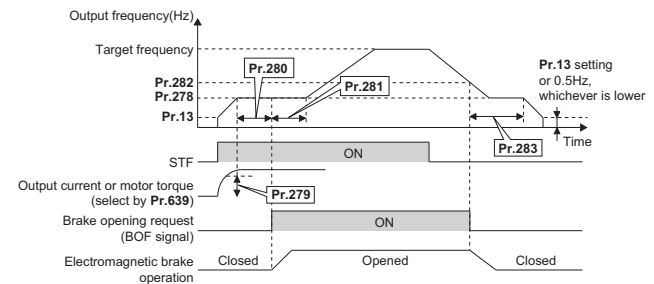 Output frequency(Hz)
Target frequency
Pr.280
Pr.13 setting
or 0.5Hz,
whichever is lower
Pr.282
Pr.281
Pr.278
Pr.13
Time
Pr.283
STF
ON
Output current or motor torque
(select by Pr.639)
Pr.279
Brake opening request
(BOF signal)
ON
Electromagnetic brake
operation
Closed
Opened
Closed